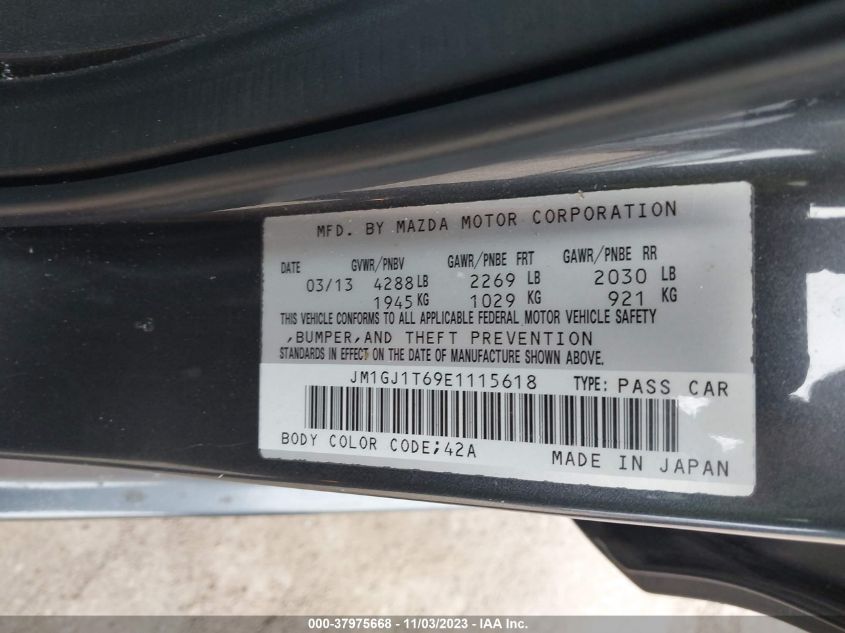 MFD. BY MAZDA MOTOR CORPORATION
DATE GVWR/PNBV GAWR/PNBE FRT GAWR/PNBE RR
03/13 4288 LB 2269 LB 2030 LB
1945 KG 1029 KG 921 KG
THIS VEHICLE CONFORMS TO ALL APPLICABLE FEDERAL MOTOR VEHICLE SAFETY
,BUMPER,AND THEFT PREVENTION
STANDARDS IN EFFECT ON THE DATE OF MANUFACTURE SHOWN ABOVE.
JM1GJ1T69E1115618 TYPE: PASS CAR
BODY COLOR CODE;42A
MADE IN JAPAN
000-37975668 - 11/03/2023 - IAA Inc.